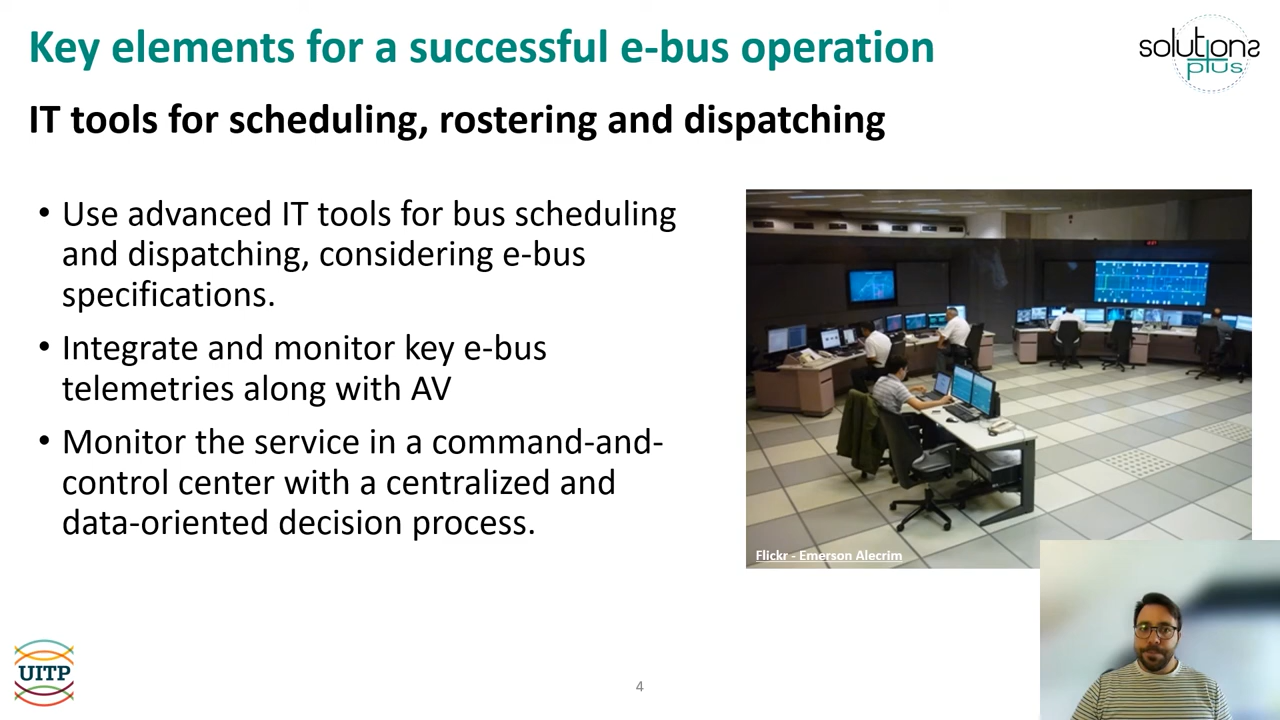 Key elements for a successful e-bus operation
solutions
plus
IT tools for scheduling, rostering and dispatching
• Use advanced IT tools for bus scheduling
and dispatching, considering e-bus
specifications.
• Integrate and monitor key e-bus
telemetries along with AV
• Monitor the service in a command-and-
control center with a centralized and
data-oriented decision process.
Flickr - Emerson Alecrim
UITP
4